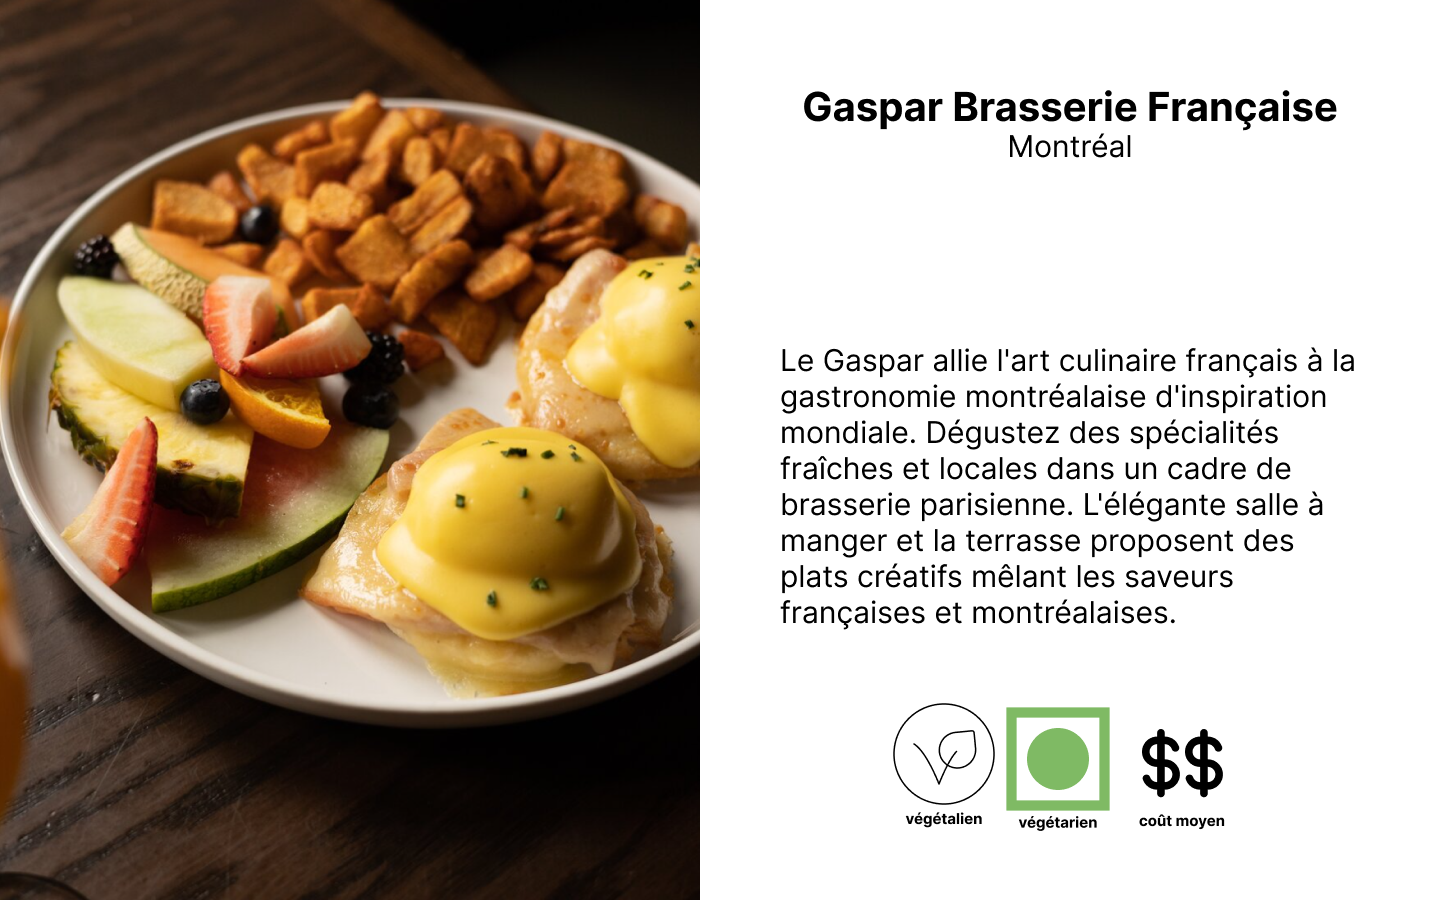 Gaspar Brasserie Française
Montréal
Le Gaspar allie l'art culinaire français à la
gastronomie montréalaise d'inspiration
mondiale. Dégustez des spécialités
fraîches et locales dans un cadre de
brasserie parisienne. L'élégante salle à
manger et la terrasse proposent des
plats créatifs mêlant les saveurs
françaises et montréalaises.
$$
végétalien végétarien coût moyen